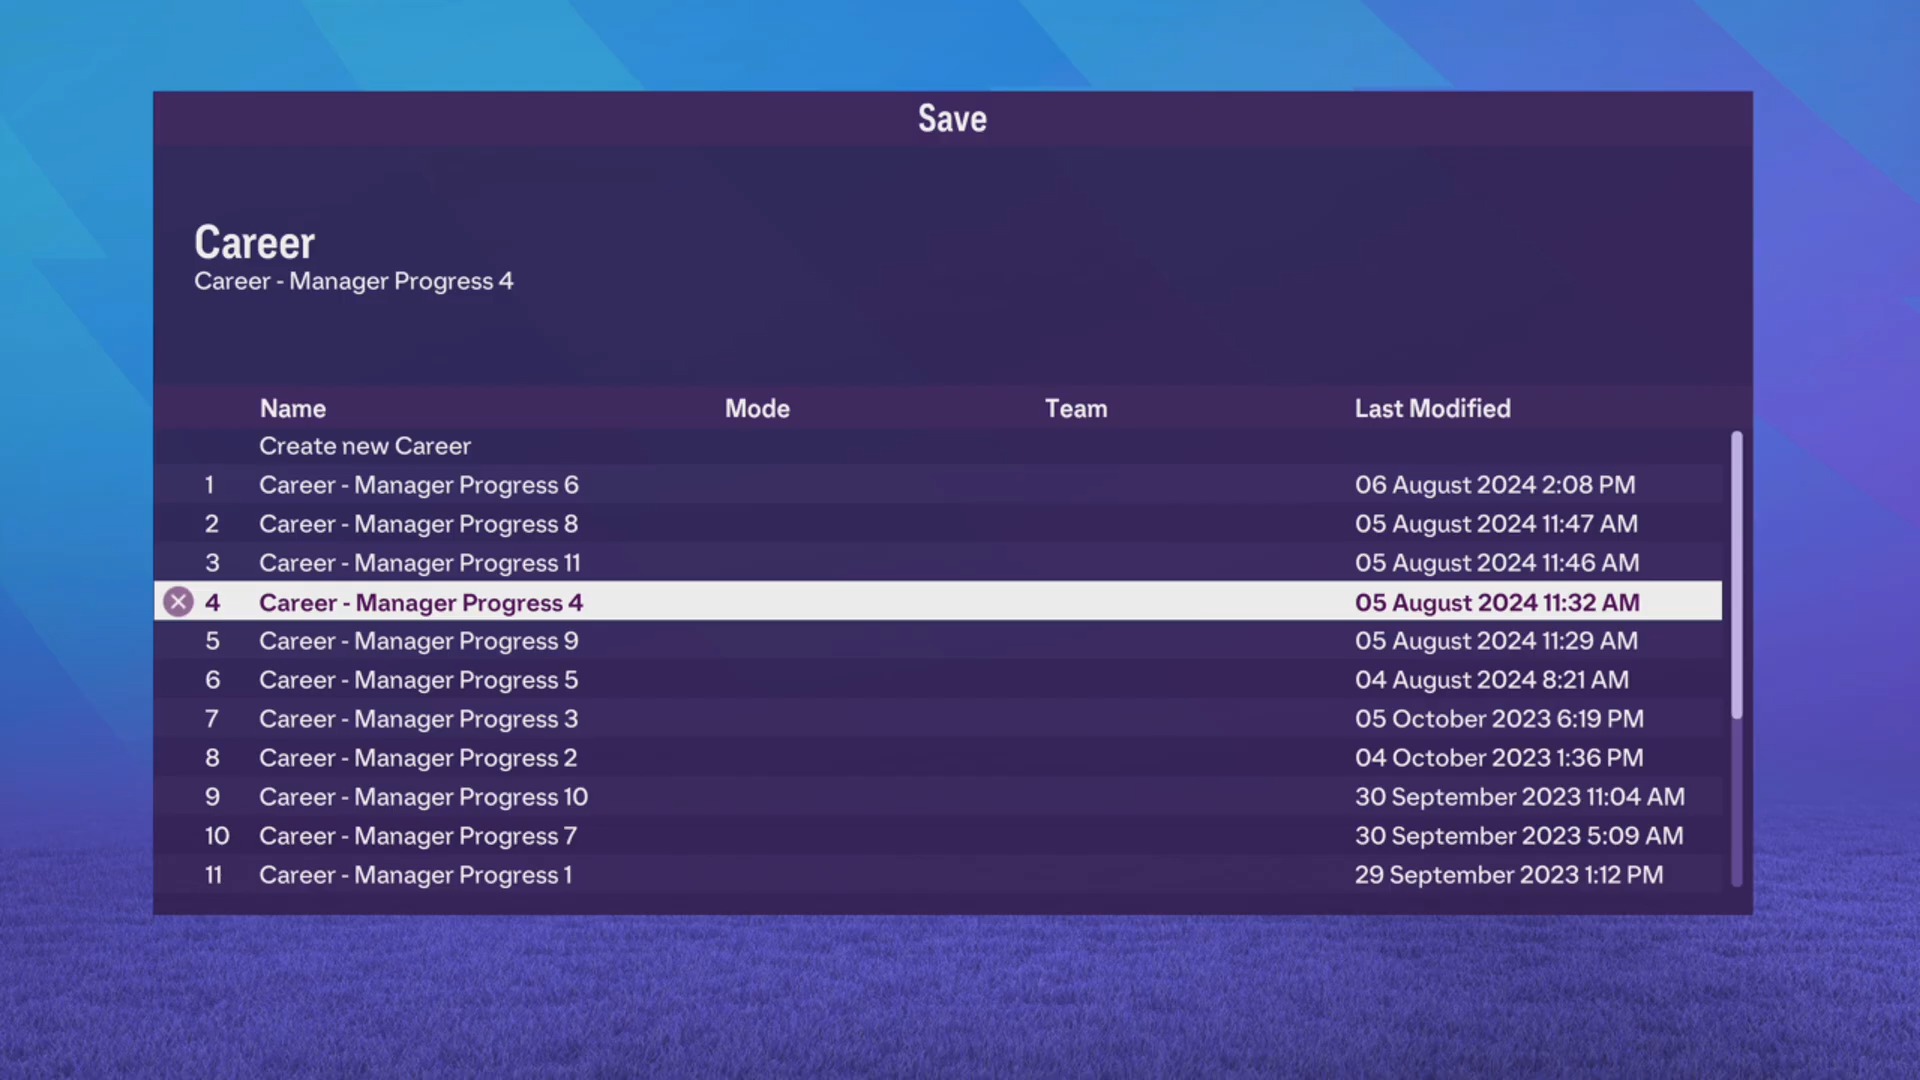 Save
Career
Career - Manager Progress 4
Name Mode Team Last Modified
Create new Career
1 Career - Manager Progress 6 06 August 2024 2:08 PM
2 Career - Manager Progress 8 05 August 2024 11:47 AM
3 Career - Manager Progress 11 05 August 2024 11:46 AM
4 Career - Manager Progress 4 05 August 2024 11:32 AM
5 Career - Manager Progress 9 05 August 2024 11:29 AM
6 Career - Manager Progress 5 04 August 2024 8:21 AM
7 Career - Manager Progress 3 05 October 2023 6:19 PM
8 Career - Manager Progress 2 04 October 2023 1:36 PM
9 Career - Manager Progress 10 30 September 2023 11:04 AM
10 Career - Manager Progress 7 30 September 2023 5:09 AM
11 Career - Manager Progress 1 29 September 2023 1:12 PM